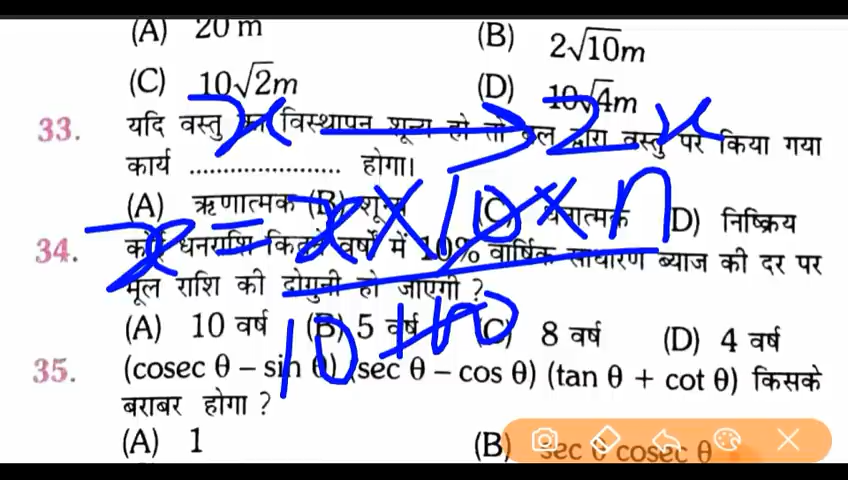 (A) 20 m (B) 2√10m
(C) 10√2m (D) 10√4m
33. यदि वस्तु का विस्थापन शून्य हो तो बल द्वारा वस्तु पर किया गया
कार्य ..................... होगा।
(A) ऋणात्मक (B) शून्य (C) धनात्मक (D) निष्क्रिय
34. कोई धनराशि कितने वर्षों में 10% वार्षिक साधारण ब्याज की दर पर
मूल राशि की दोगुनी हो जाएगी ?
(A) 10 वर्ष (B) 5 वर्ष (C) 8 वर्ष (D) 4 वर्ष
35. (cosec θ – sin θ) (sec θ – cos θ) (tan θ + cot θ) किसके
बराबर होगा ?
(A) 1 (B) sec θ cosec θ
x → 2x
x = x × 10 × n
100
10